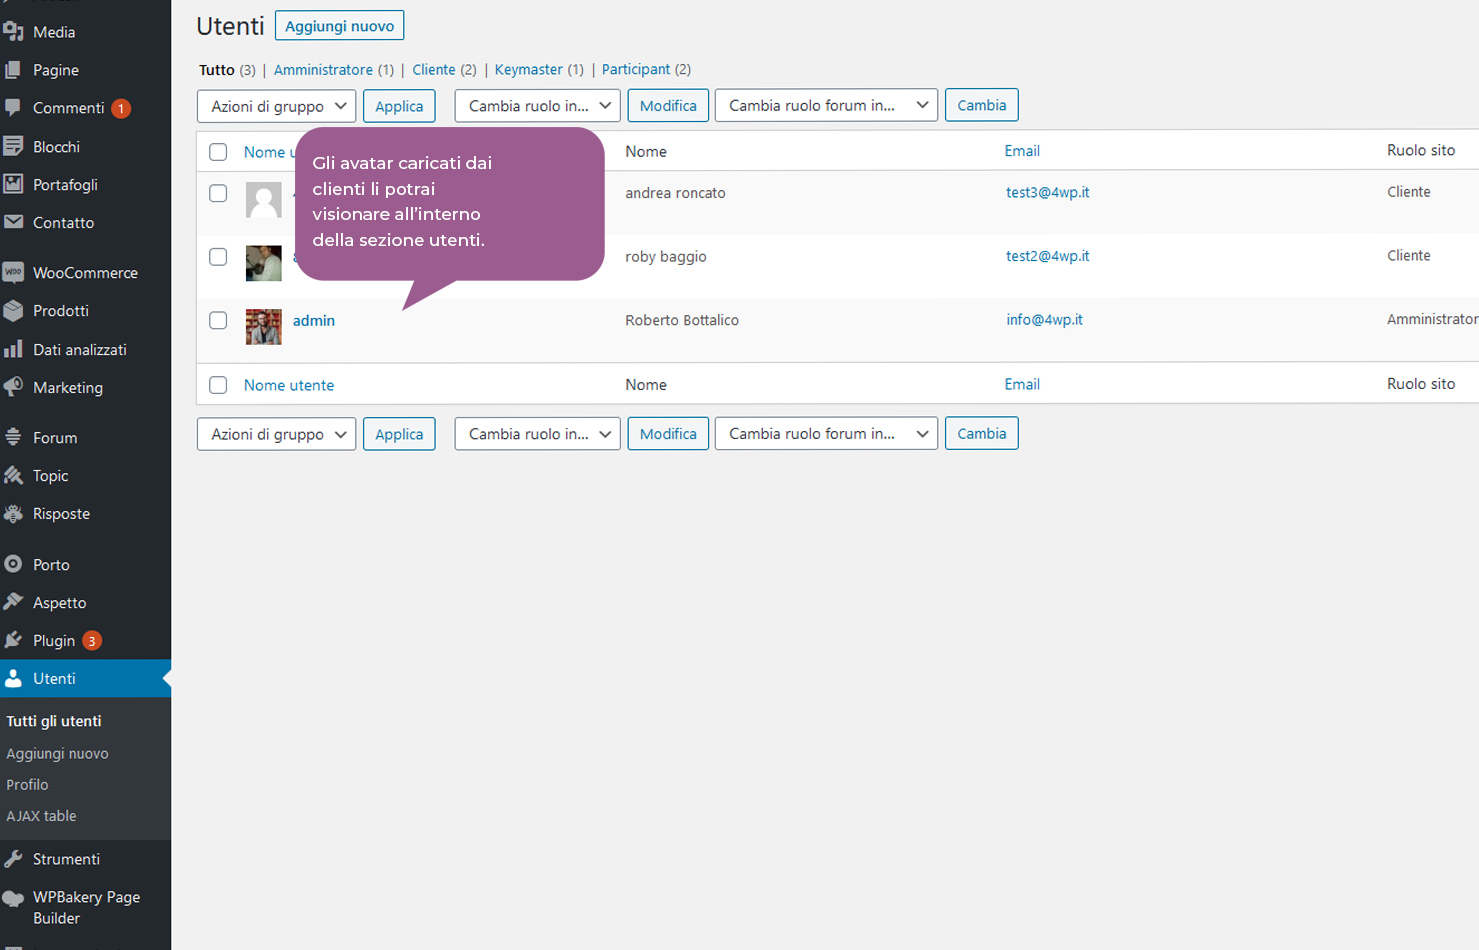 Media
Pagine
Commenti 1
Blocchi
Portafogli
Contatto
WooCommerce
Prodotti
Dati analizzati
Marketing
Forum
Topic
Risposte
Porto
Aspetto
Plugin 3
Utenti
Tutti gli utenti
Aggiungi nuovo
Profilo
AJAX table
Strumenti
WPBakery Page
Builder
Utenti Aggiungi nuovo
Tutto (3) | Amministratore (1) | Cliente (2) | Keymaster (1) | Participant (2)
Azioni di gruppo Applica Cambia ruolo in... Modifica Cambia ruolo forum in... Cambia
Nome u Nome Email Ruolo sito
Gli avatar caricati dai
clienti li potrai
visionare all'interno
della sezione utenti.
andrea roncato test3@4wp.it Cliente
roby baggio test2@4wp.it Cliente
admin Roberto Bottalico info@4wp.it Amministrator
Nome utente Nome Email Ruolo sito
Azioni di gruppo Applica Cambia ruolo in... Modifica Cambia ruolo forum in... Cambia